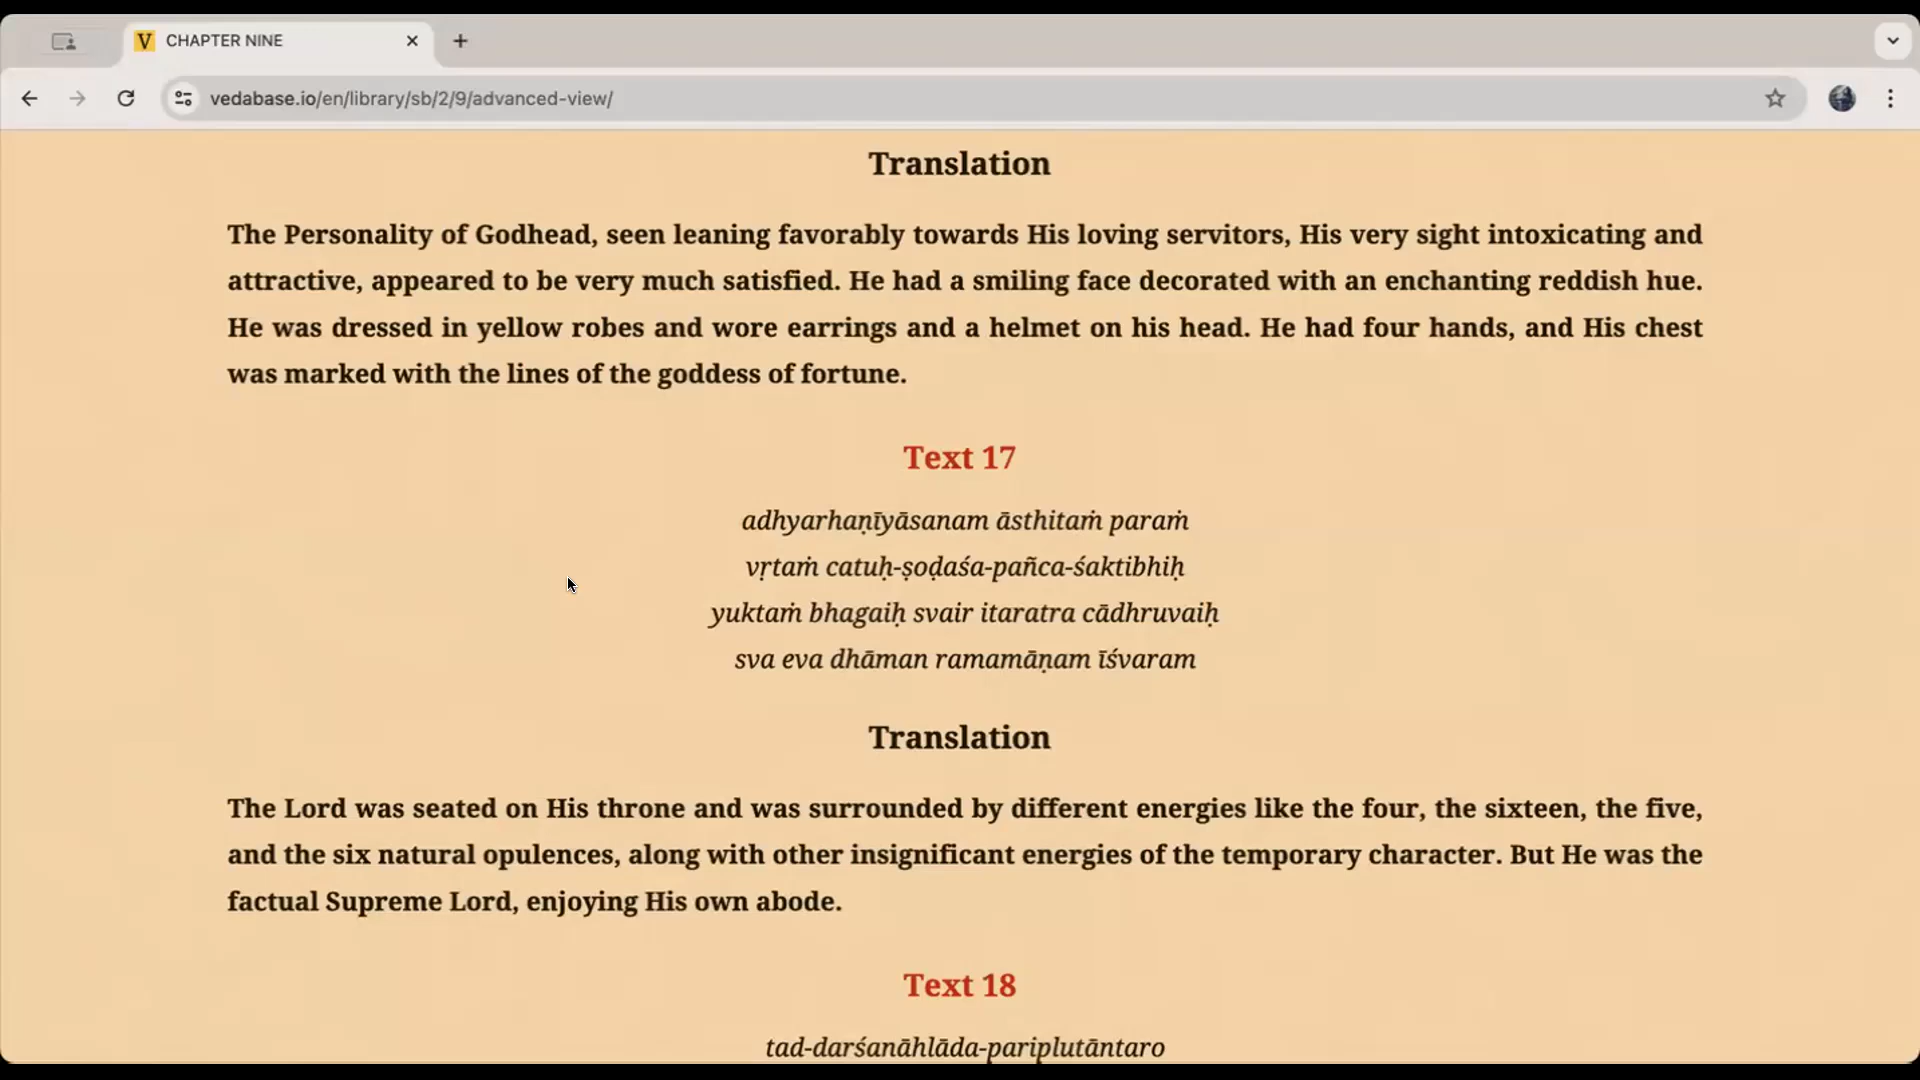 CHAPTER NINE
vedabase.io/en/library/sb/2/9/advanced-view/
Translation
The Personality of Godhead, seen leaning favorably towards His loving servitors, His very sight intoxicating and
attractive, appeared to be very much satisfied. He had a smiling face decorated with an enchanting reddish hue.
He was dressed in yellow robes and wore earrings and a helmet on his head. He had four hands, and His chest
was marked with the lines of the goddess of fortune.
Text 17
adhyarhaṇīyāsanam āsthitaṁ paraṁ
vṛtaṁ catuḥ-ṣoḍaśa-pañca-śaktibhiḥ
yuktaṁ bhagaiḥ svair itaratra cādhruvaiḥ
sva eva dhāman ramamāṇam īśvaram
Translation
The Lord was seated on His throne and was surrounded by different energies like the four, the sixteen, the five,
and the six natural opulences, along with other insignificant energies of the temporary character. But He was the
factual Supreme Lord, enjoying His own abode.
Text 18
tad-darśanāhlāda-pariplutāntaro